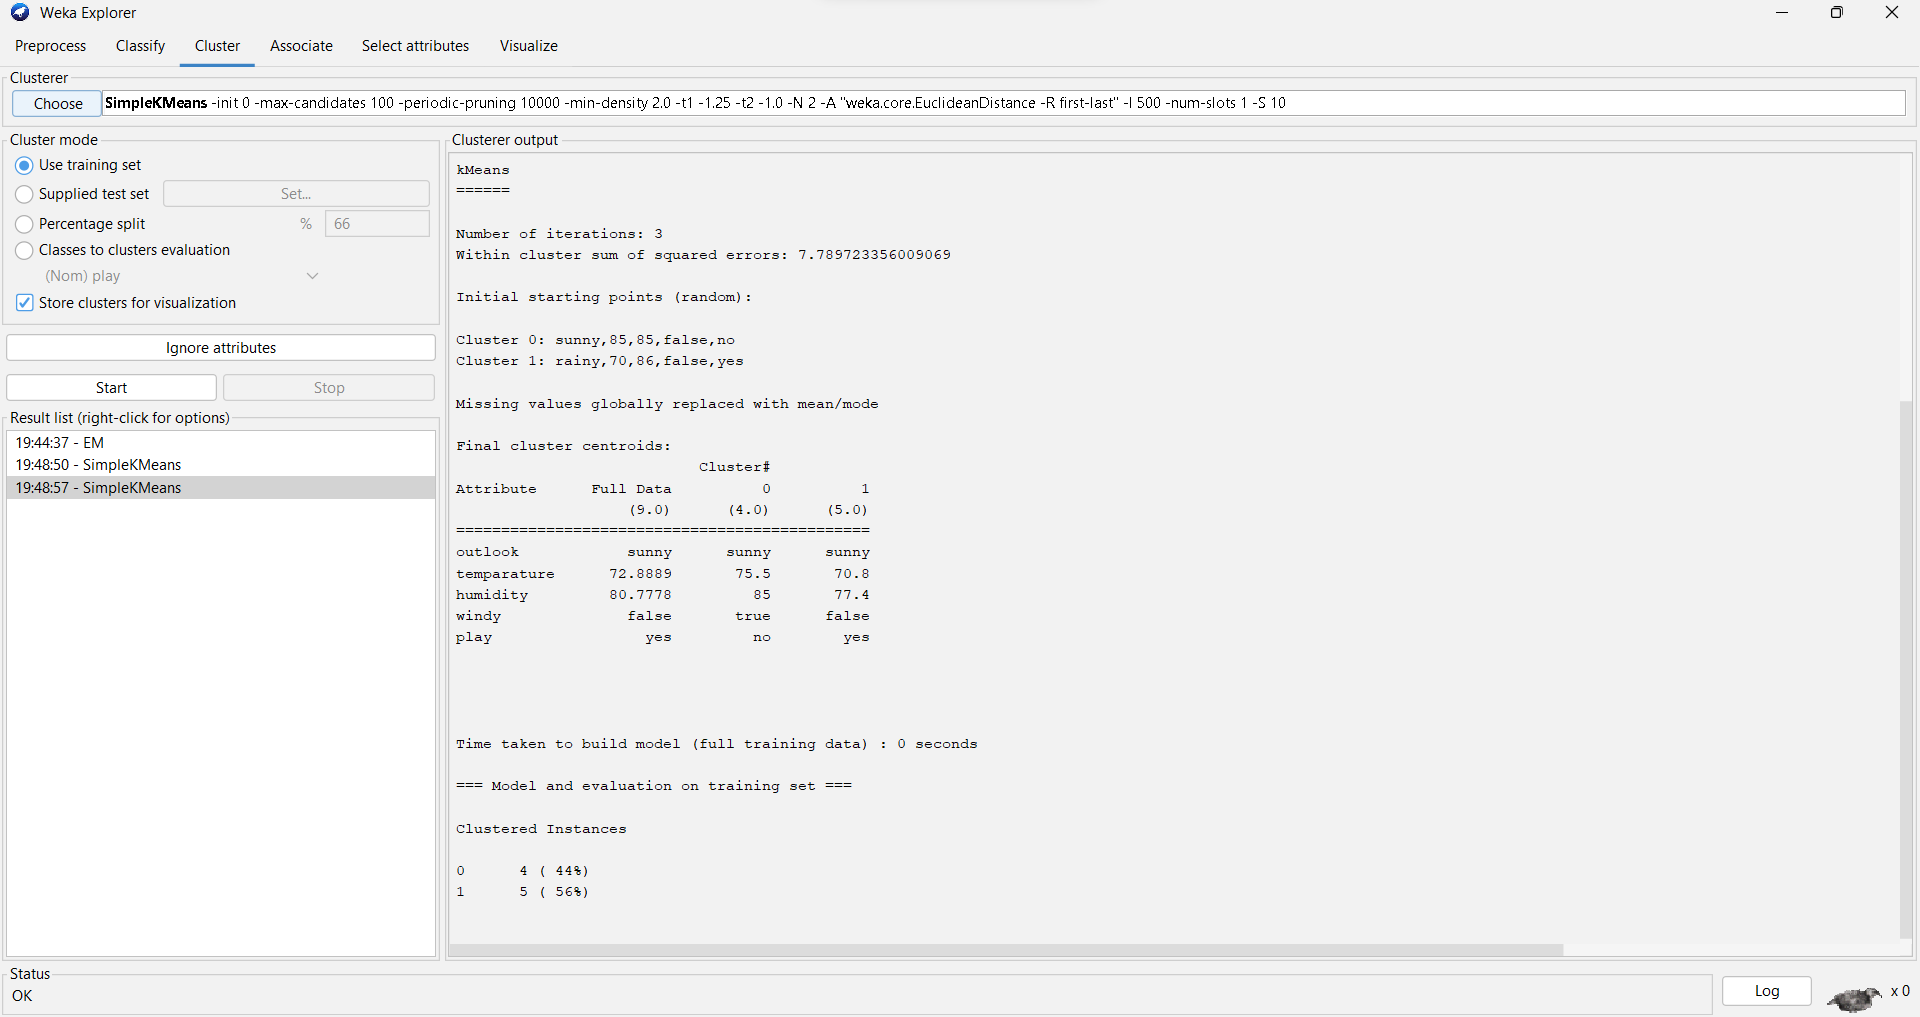 Weka Explorer
Preprocess Classify Cluster Associate Select attributes Visualize
Clusterer
Choose SimpleKMeans -init 0 -max-candidates 100 -periodic-pruning 10000 -min-density 2.0 -t1 -1.25 -t2 -1.0 -N 2 -A "weka.core.EuclideanDistance -R first-last" -I 500 -num-slots 1 -S 10
Cluster mode
Use training set
Supplied test set Set...
Percentage split % 66
Classes to clusters evaluation
(Nom) play
Store clusters for visualization
Ignore attributes
Start Stop
Result list (right-click for options)
19:44:37 - EM
19:48:50 - SimpleKMeans
19:48:57 - SimpleKMeans
Clusterer output
kMeans
======
Number of iterations: 3
Within cluster sum of squared errors: 7.789723356009069
Initial starting points (random):
Cluster 0: sunny,85,85,false,no
Cluster 1: rainy,70,86,false,yes
Missing values globally replaced with mean/mode
Final cluster centroids:
Cluster#
Attribute Full Data 0 1
(9.0) (4.0) (5.0)
==============================================
outlook sunny sunny sunny
temparature 72.8889 75.5 70.8
humidity 80.7778 85 77.4
windy false true false
play yes no yes
Time taken to build model (full training data) : 0 seconds
=== Model and evaluation on training set ===
Clustered Instances
0 4 ( 44%)
1 5 ( 56%)
Status
OK
Log x 0